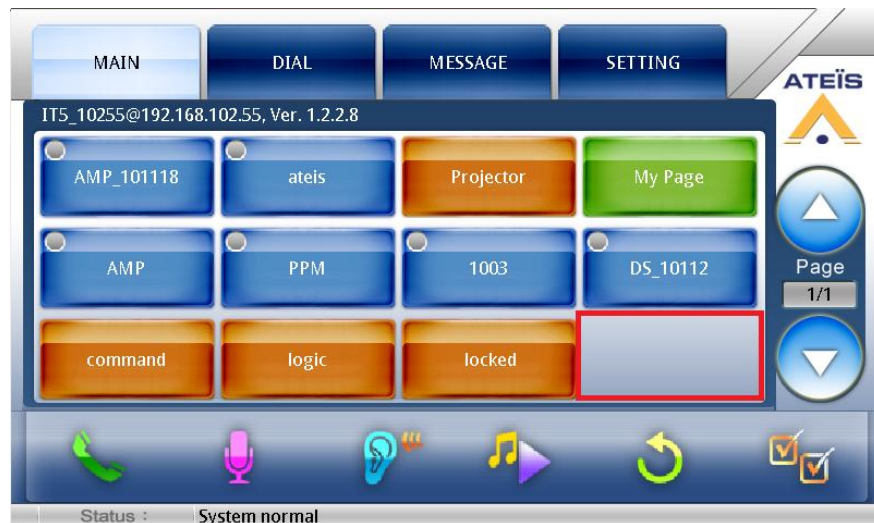 MAIN DIAL MESSAGE SETTING
ATEÏS
IT5_10255@192.168.102.55, Ver. 1.2.2.8
AMP_101118 ateis Projector My Page
AMP PPM 1003 DS_10112
Page
1/1
command logic locked
Status : System normal